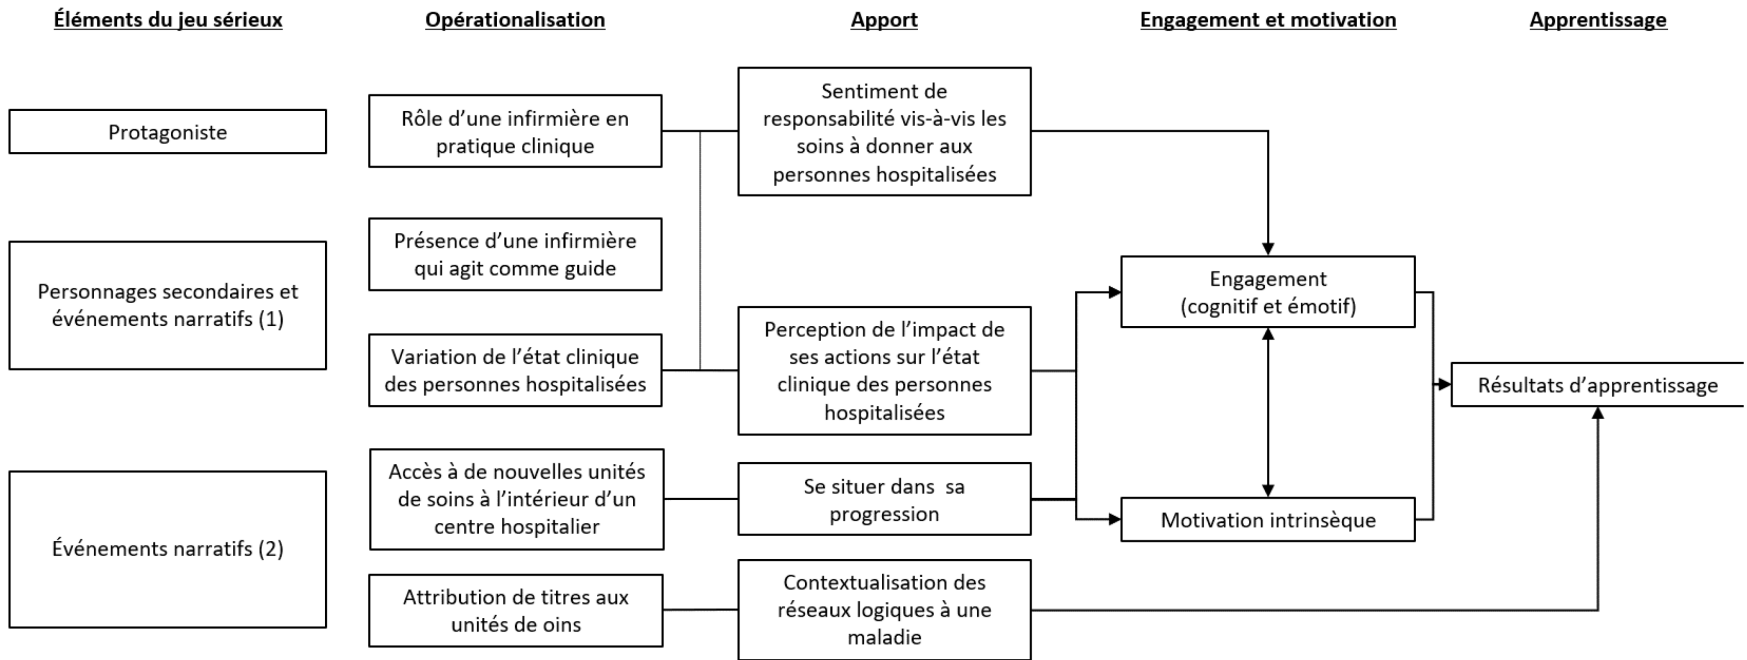 Éléments du jeu sérieux
Opérationalisation
Apport
Engagement et motivation
Apprentissage
Protagoniste
Rôle d'une infirmière en
pratique clinique
Sentiment de
responsabilité vis-à-vis les
soins à donner aux
personnes hospitalisées
Personnages secondaires et
événements narratifs (1)
Présence d'une infirmière
qui agit comme guide
Variation de l'état clinique
des personnes hospitalisées
Perception de l'impact de
ses actions sur l'état
clinique des personnes
hospitalisées
Engagement
(cognitif et émotif)
Résultats d'apprentissage
Événements narratifs (2)
Accès à de nouvelles unités
de soins à l'intérieur d'un
centre hospitalier
Se situer dans sa
progression
Motivation intrinsèque
Attribution de titres aux
unités de oins
Contextualisation des
réseaux logiques à une
maladie